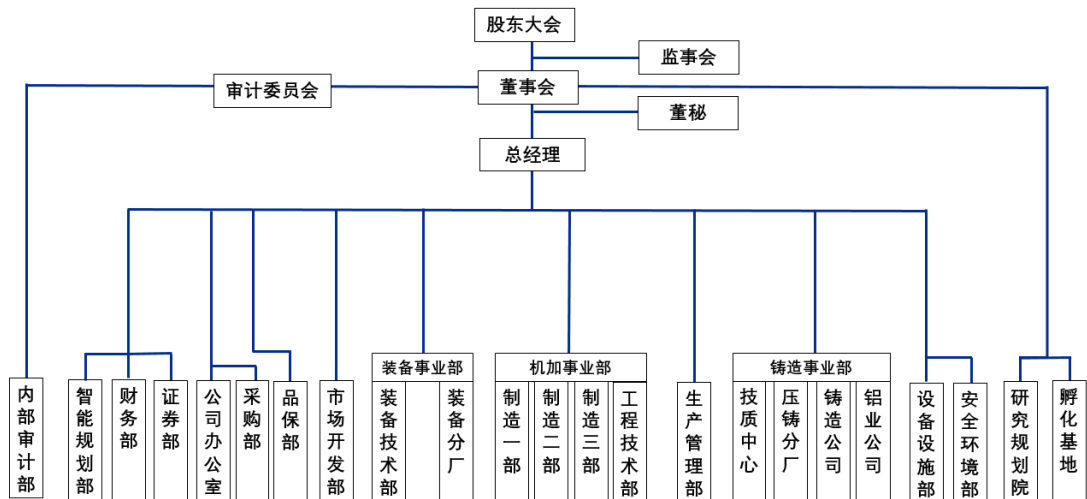 股东大会
监事会
审计委员会
董事会
董秘
总经理
装备事业部
机加事业部
铸造事业部
内部审计部
智能规划部
财务部
证券部
公司办公室
采购部
品保部
市场开发部
装备技术部
装备分厂
制造一部
制造二部
制造三部
工程技术部
生产管理部
技质中心
压铸分厂
铸造公司
铝业公司
设备设施部
安全环境部
研究规划院
孵化基地